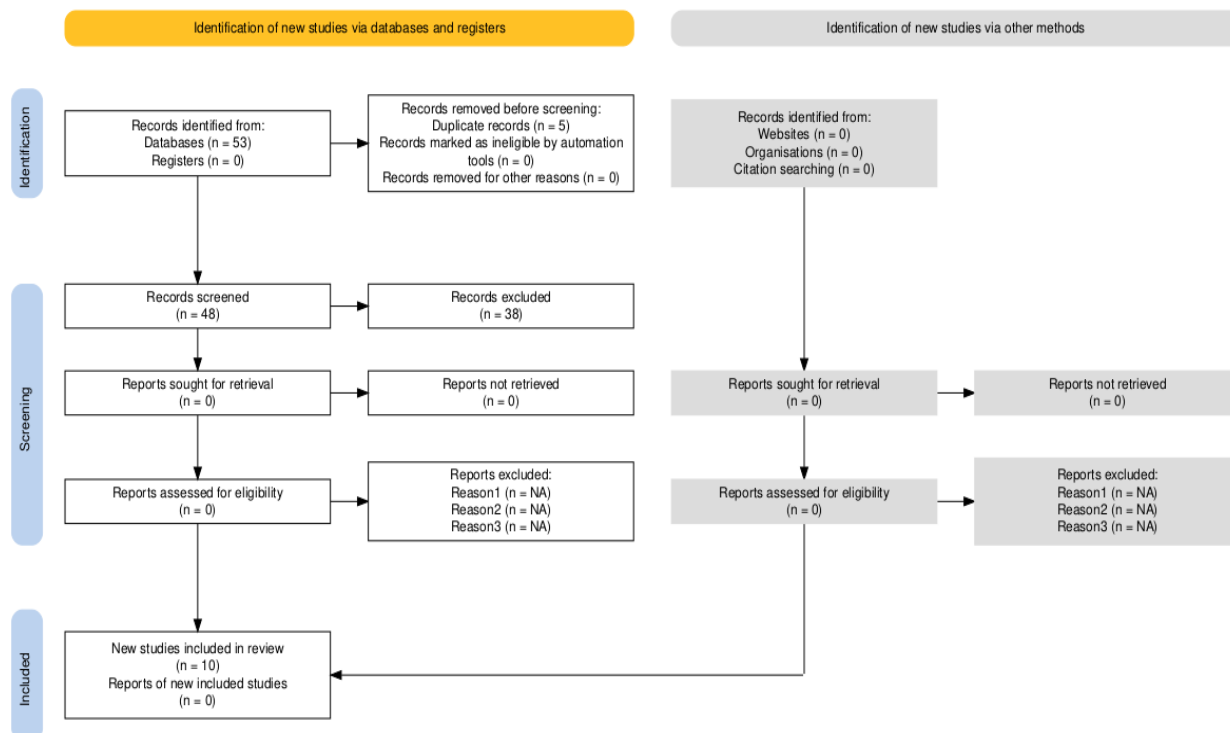 Identification of new studies via databases and registers
Identification of new studies via other methods
Identification
Records identified from:
Databases (n = 53)
Registers (n = 0)
Records removed before screening:
Duplicate records (n = 5)
Records marked as ineligible by automation
tools (n = 0)
Records removed for other reasons (n = 0)
Records identified from:
Websites (n = 0)
Organisations (n = 0)
Citation searching (n = 0)
Screening
Records screened
(n = 48)
Records excluded
(n = 38)
Reports sought for retrieval
(n = 0)
Reports not retrieved
(n = 0)
Reports sought for retrieval
(n = 0)
Reports not retrieved
(n = 0)
Reports assessed for eligibility
(n = 0)
Reports excluded:
Reason1 (n = NA)
Reason2 (n = NA)
Reason3 (n = NA)
Reports assessed for eligibility
(n = 0)
Reports excluded:
Reason1 (n = NA)
Reason2 (n = NA)
Reason3 (n = NA)
Included
New studies included in review
(n = 10)
Reports of new included studies
(n = 0)